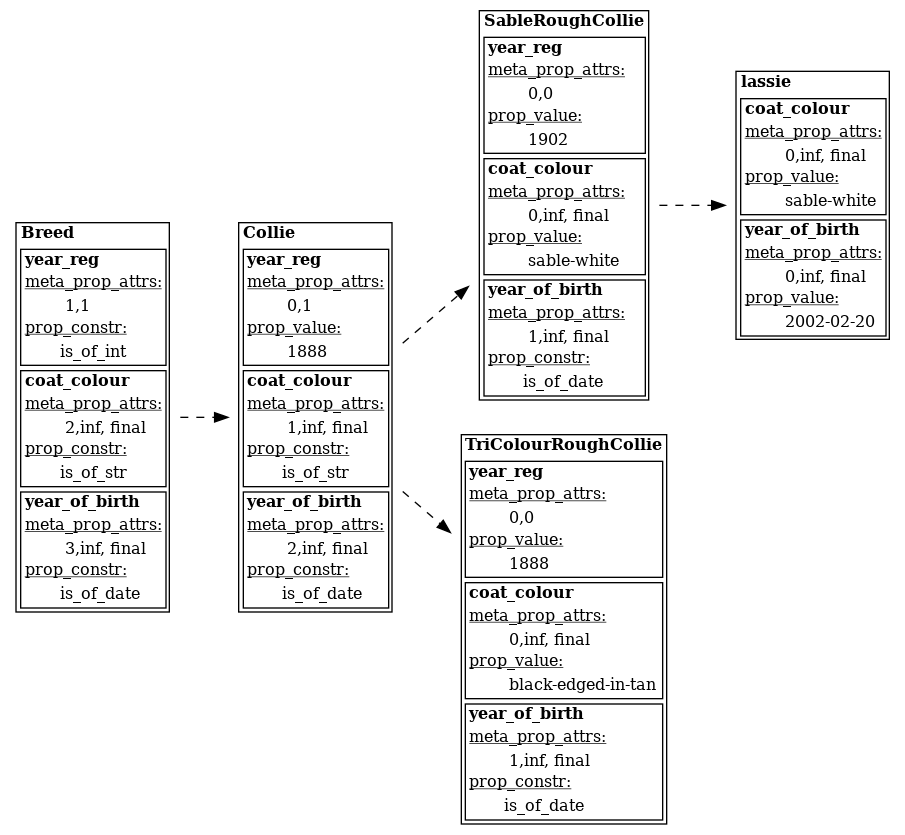 Breed
year_reg
meta_prop_attrs:
1,1
prop_constr:
is_of_int
coat_colour
meta_prop_attrs:
2,inf, final
prop_constr:
is_of_str
year_of_birth
meta_prop_attrs:
3,inf, final
prop_constr:
is_of_date
Collie
year_reg
meta_prop_attrs:
0,1
prop_value:
1888
coat_colour
meta_prop_attrs:
1,inf, final
prop_constr:
is_of_str
year_of_birth
meta_prop_attrs:
2,inf, final
prop_constr:
is_of_date
SableRoughCollie
year_reg
meta_prop_attrs:
0,0
prop_value:
1902
coat_colour
meta_prop_attrs:
0,inf, final
prop_value:
sable-white
year_of_birth
meta_prop_attrs:
1,inf, final
prop_constr:
is_of_date
TriColourRoughCollie
year_reg
meta_prop_attrs:
0,0
prop_value:
1888
coat_colour
meta_prop_attrs:
0,inf, final
prop_value:
black-edged-in-tan
year_of_birth
meta_prop_attrs:
1,inf, final
prop_constr:
is_of_date
lassie
coat_colour
meta_prop_attrs:
0,inf, final
prop_value:
sable-white
year_of_birth
meta_prop_attrs:
0,inf, final
prop_value:
2002-02-20